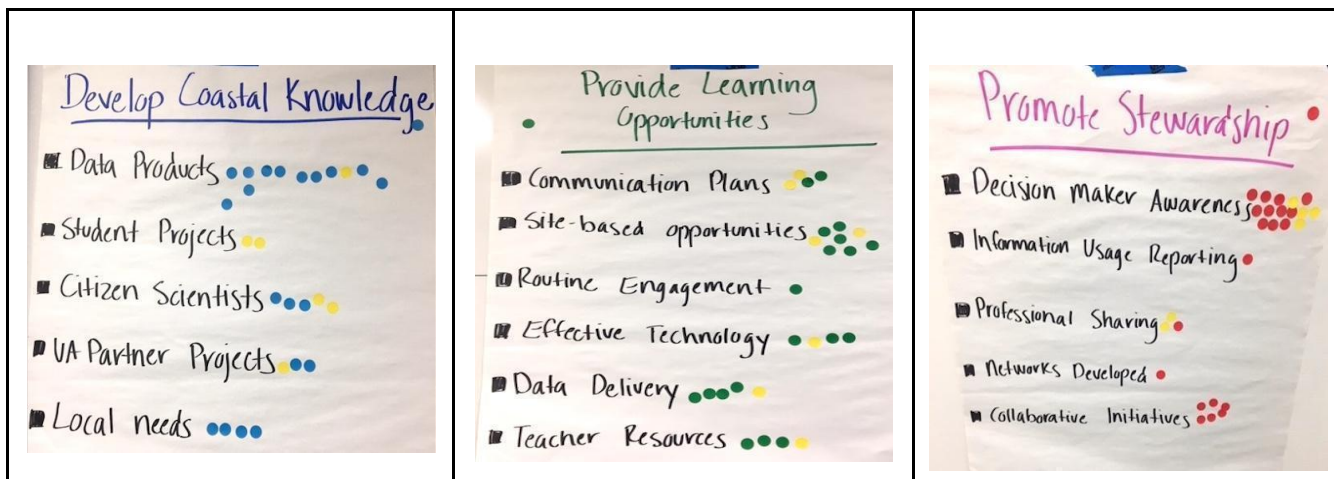 Develop Coastal Knowledge
Data Products
Student Projects
Citizen Scientists
UA Partner Projects
Local needs
Provide Learning
Opportunities
Communication Plans
Site-based opportunities
Routine Engagement
Effective Technology
Data Delivery
Teacher Resources
Promote Stewardship
Decision Maker Awareness
Information Usage Reporting
Professional Sharing
Networks Developed
Collaborative Initiatives